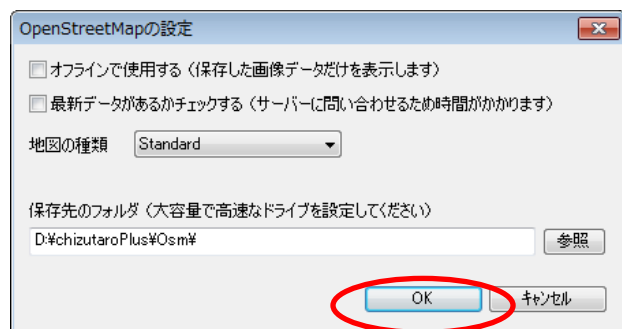 OpenStreetMapの設定
オフラインで使用する（保存した画像データだけを表示します）
最新データがあるかチェックする（サーバーに問い合わせるため時間がかかります）
地図の種類 Standard
保存先のフォルダ（大容量で高速なドライブを設定してください）
D:¥chizutaroPlus¥Osm¥ 参照
OK キャンセル